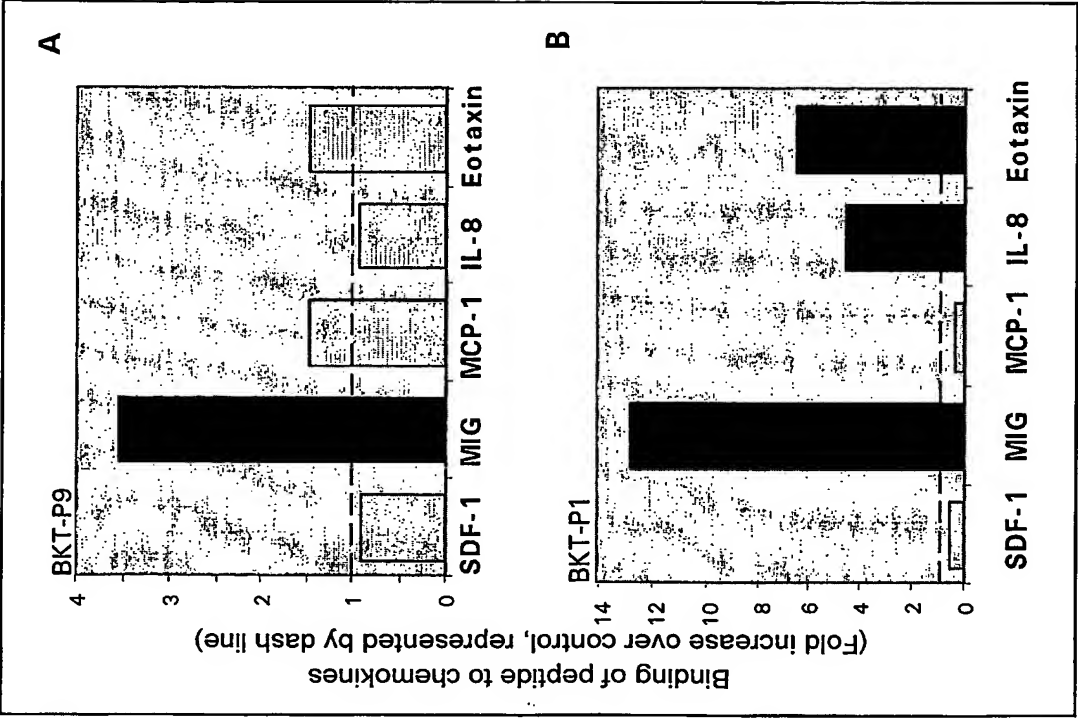 A
BKT-P9
4
3
2
1
0
SDF-1 MIG MCP-1 IL-8 Eotaxin
B
BKT-P1
14
12
10
8
6
4
2
0
SDF-1 MIG MCP-1 IL-8 Eotaxin
Binding of peptide to chemokines
(Fold increase over control, represented by dash line)